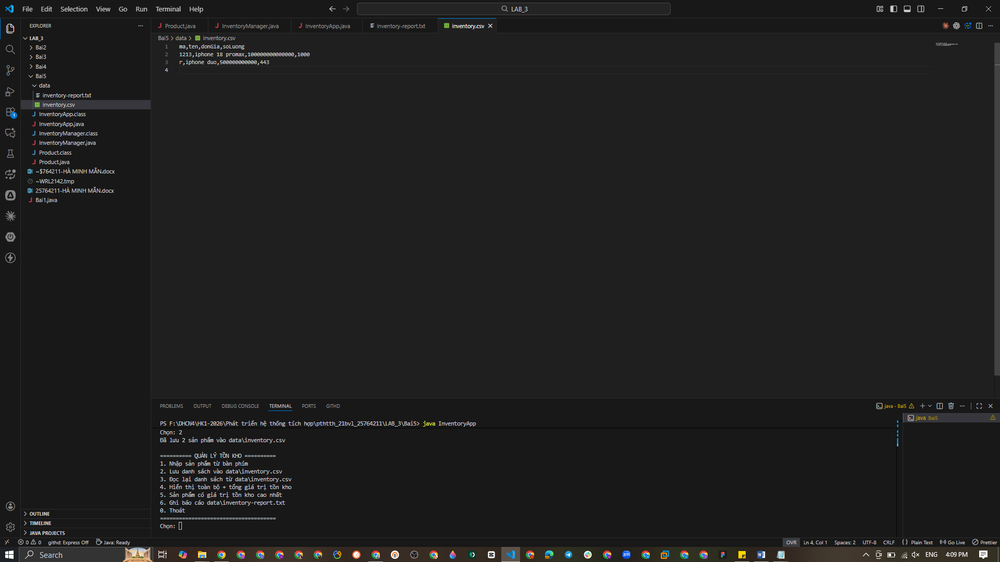 File Edit Selection View Go Run Terminal Help
LAB_3
EXPLORER
Product.java
InventoryManager.java
InventoryApp.java
inventory-report.txt
inventory.csv
LAB_3
Bai2
Bai3
Bai4
Bai5
data
inventory-report.txt
inventory.csv
InventoryApp.class
InventoryApp.java
InventoryManager.class
InventoryManager.java
Product.class
Product.java
~$764211-HÀ MINH MẪN.docx
~WRL2142.tmp
25764211-HÀ MINH MẪN.docx
Bai1.java
OUTLINE
TIMELINE
JAVA PROJECTS
Bai5 > data > inventory.csv
1 ma,ten,donGia,soLuong
2 1213,iphone 18 promax,100000000000000,1000
3 r,iphone duo,500000000000,443
4
PROBLEMS OUTPUT DEBUG CONSOLE TERMINAL PORTS GITHD
java - Bai5
java Bai5
PS F:\DHCN4\HK1-2026\Phát triển hệ thống tích hợp\pthtth_21bvl_25764211\LAB_3\Bai5> java InventoryApp
Chọn: 2
Đã lưu 2 sản phẩm vào data\inventory.csv
========== QUẢN LÝ TỒN KHO ==========
1. Nhập sản phẩm từ bàn phím
2. Lưu danh sách vào data\inventory.csv
3. Đọc lại danh sách từ data\inventory.csv
4. Hiển thị toàn bộ + tổng giá trị tồn kho
5. Sản phẩm có giá trị tồn kho cao nhất
6. Ghi báo cáo data\inventory-report.txt
0. Thoát
=====================================
Chọn:
0 0 githd: Express Off Java: Ready
OVR Ln 4, Col 1 Spaces: 2 UTF-8 CRLF {} Plain Text Go Live Prettier
Search
ENG 4:09 PM